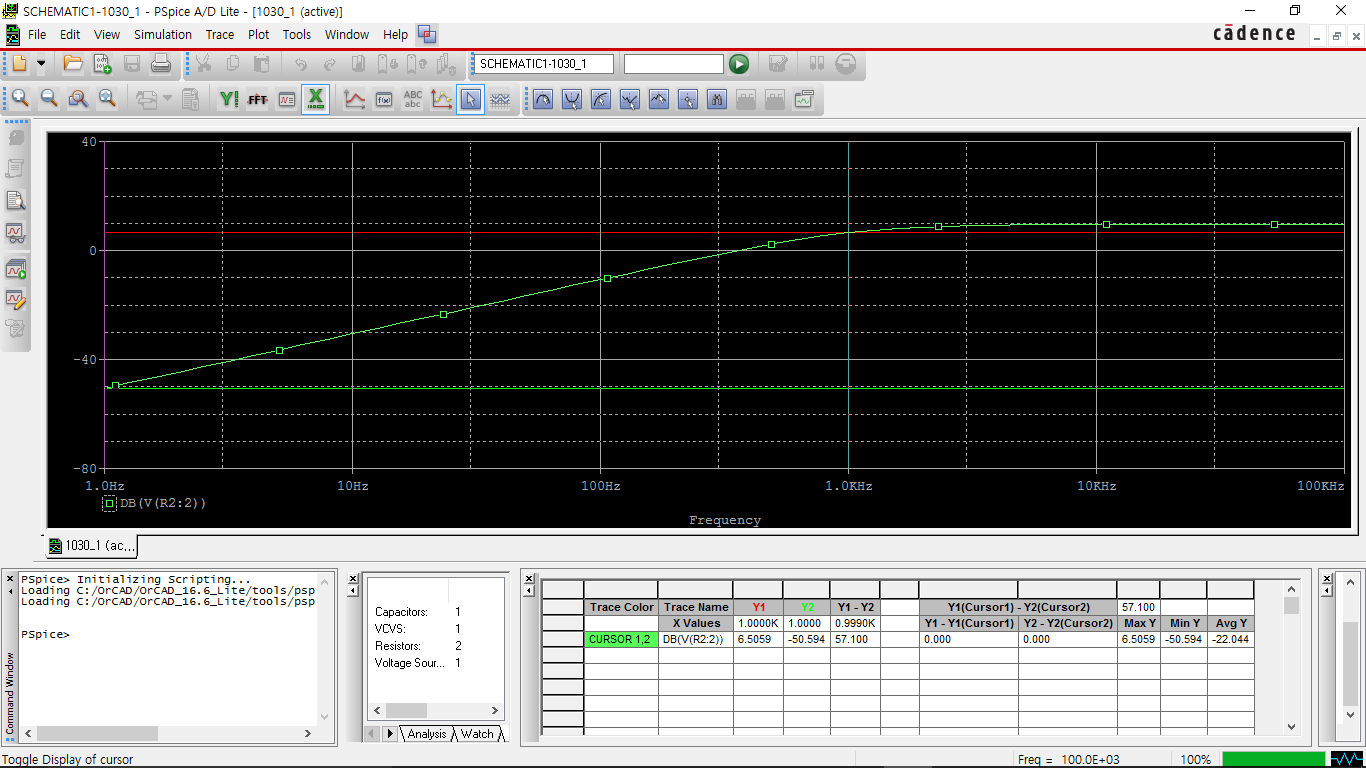 SCHEMATIC1-1030_1 - PSpice A/D Lite - [1030_1 (active)]
File Edit View Simulation Trace Plot Tools Window Help
cādence
SCHEMATIC1-1030_1
Y! FFT
ABC
abc
40
0
-40
-80
1.0Hz 10Hz 100Hz 1.0KHz 10KHz 100KHz
DB(V(R2:2))
Frequency
1030_1 (ac...
PSpice> Initializing Scripting...
Loading C:/OrCAD/OrCAD_16.6_Lite/tools/psp
Loading C:/OrCAD/OrCAD_16.6_Lite/tools/psp
PSpice>
Command Window
Capacitors: 1
VCVS: 1
Resistors: 2
Voltage Sour... 1
Analysis Watch
Trace Color Trace Name Y1 Y2 Y1 - Y2 Y1(Cursor1) - Y2(Cursor2) 57.100
X Values 1.0000K 1.0000 0.9990K Y1 - Y1(Cursor1) Y2 - Y2(Cursor2) Max Y Min Y Avg Y
CURSOR 1,2 DB(V(R2:2)) 6.5059 -50.594 57.100 0.000 0.000 6.5059 -50.594 -22.044
Toggle Display of cursor
Freq = 100.0E+03 100%